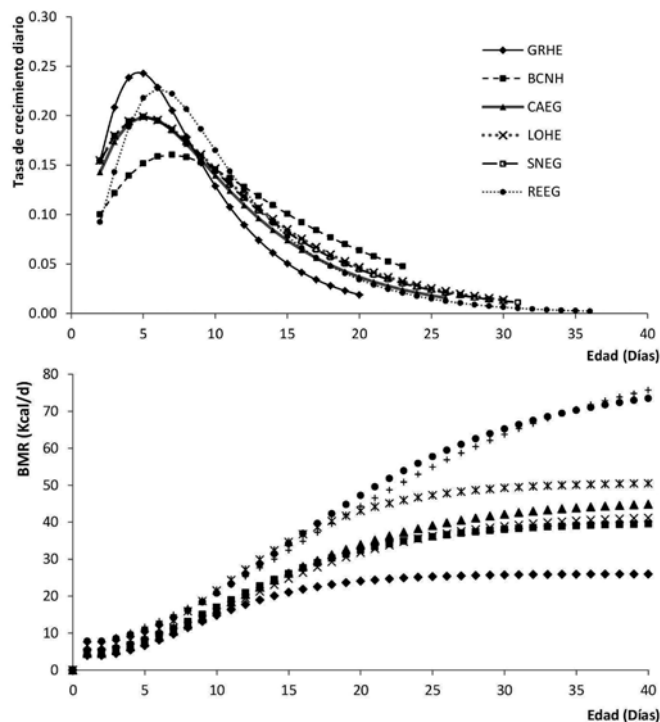 Tasa de crecimiento diario
0.30
0.25
0.20
0.15
0.10
0.05
0.00
GRHE
BCNH
CAEG
LOHE
SNEG
REEG
0 5 10 15 20 25 30 35 40
Edad (Días)
BMR (Kcal/d)
80
70
60
50
40
30
20
10
0
0 5 10 15 20 25 30 35 40
Edad (Días)